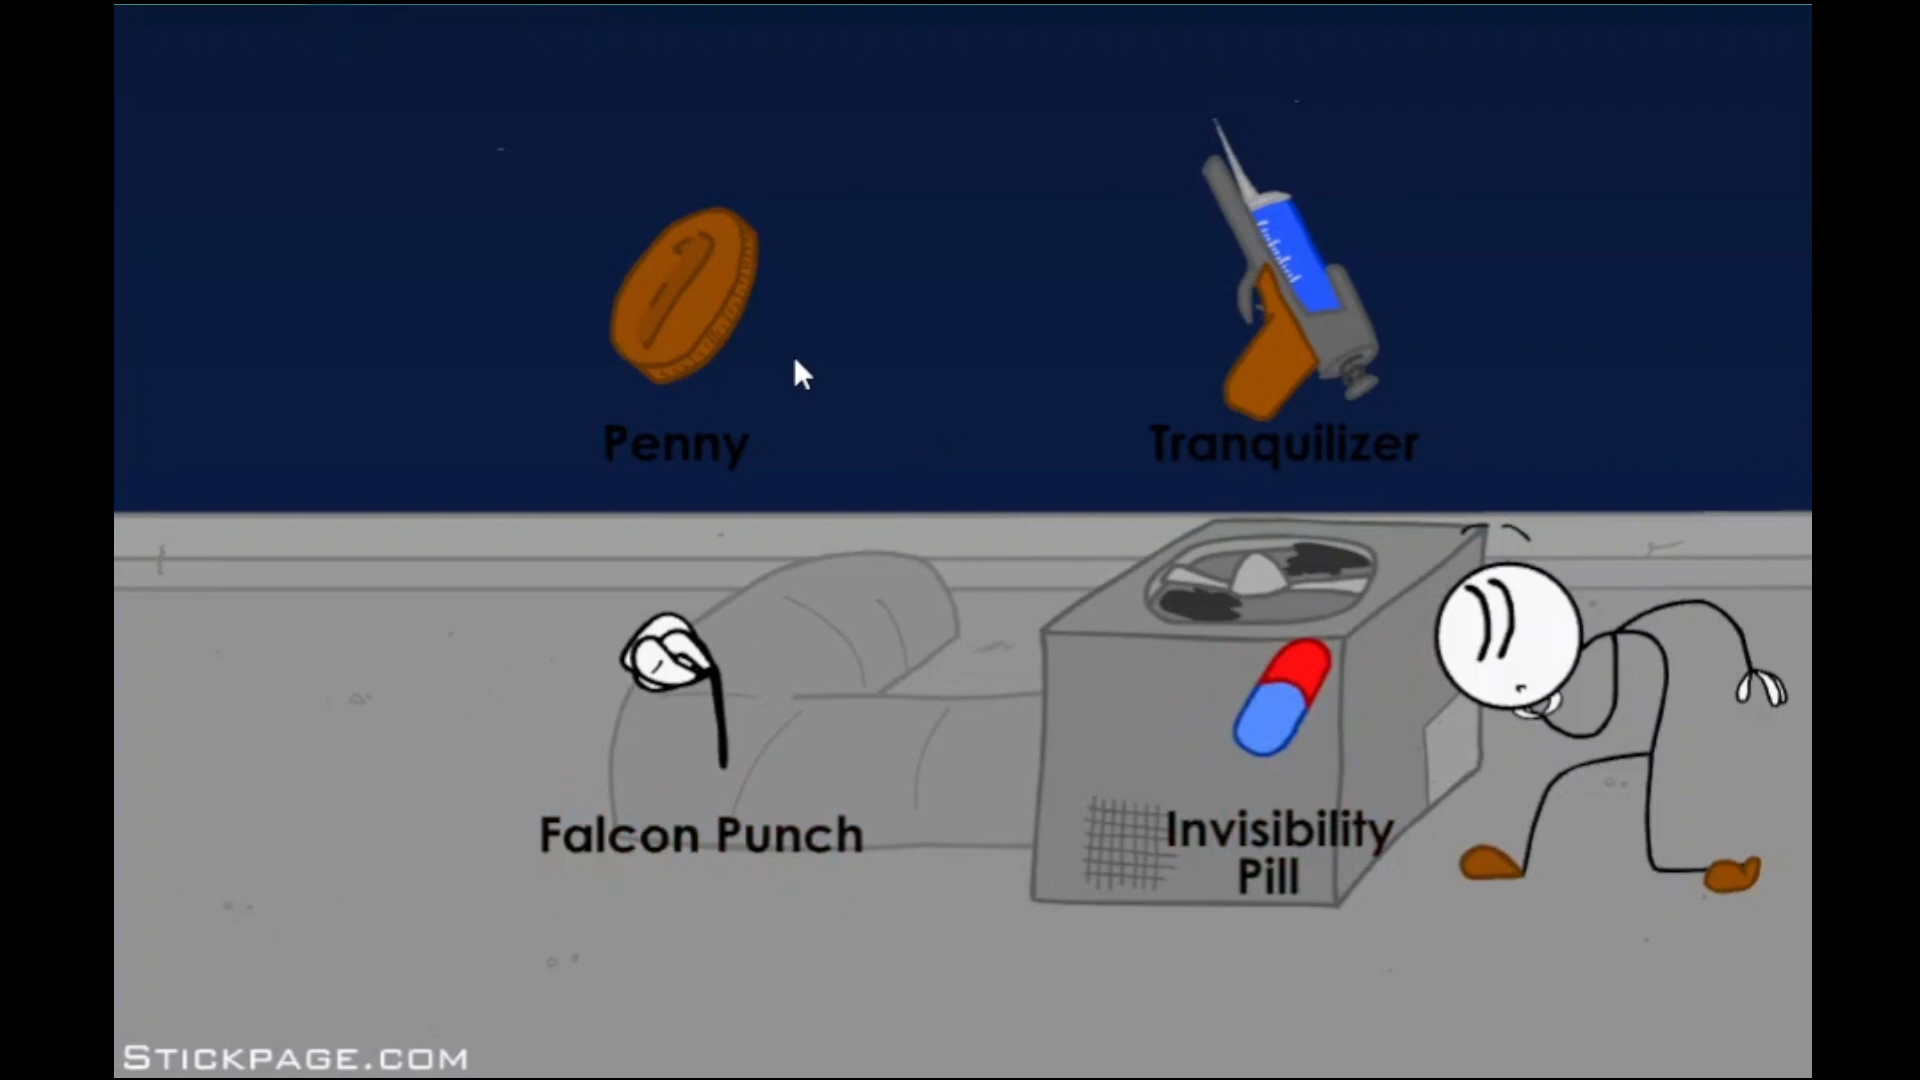 Penny
Tranquilizer
Falcon Punch
Invisibility
Pill
STICKPAGE.COM